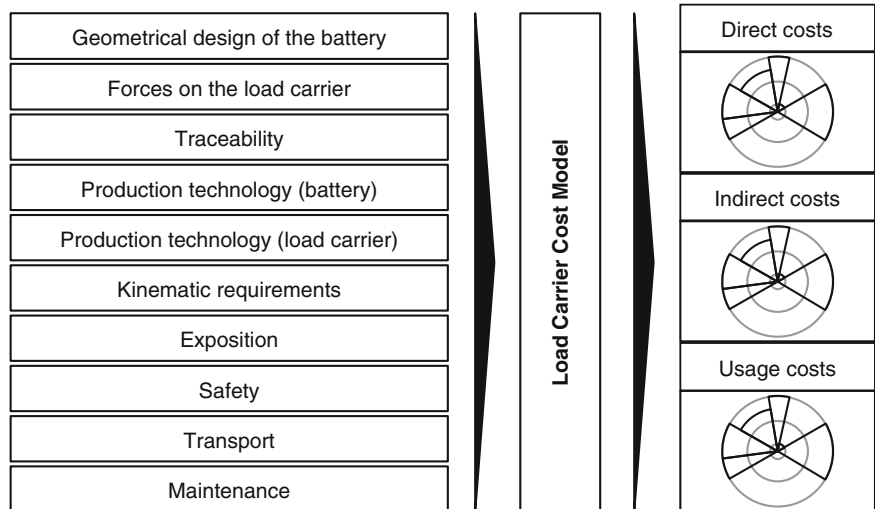 Geometrical design of the battery
Forces on the load carrier
Traceability
Production technology (battery)
Production technology (load carrier)
Kinematic requirements
Exposition
Safety
Transport
Maintenance
Load Carrier Cost Model
Direct costs
Indirect costs
Usage costs